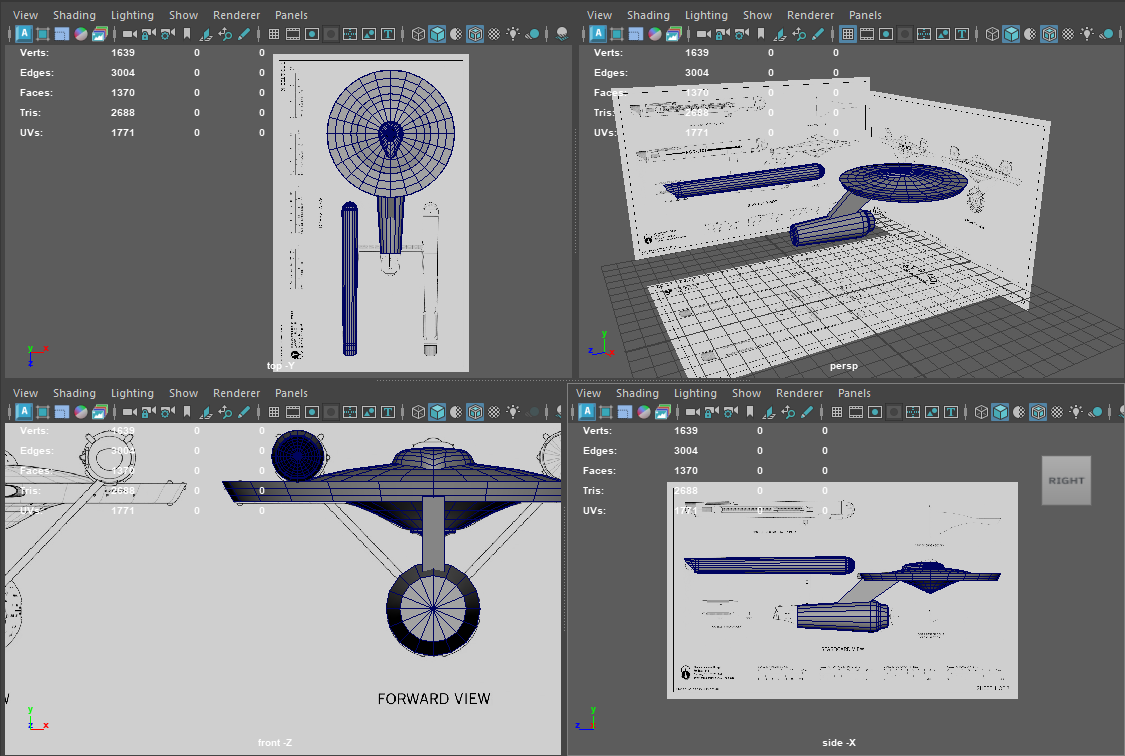 View Shading Lighting Show Renderer Panels
Verts: 1639 0 0
Edges: 3004 0 0
Faces: 1370 0 0
Tris: 2688 0 0
UVs: 1771 0 0
y x
z
top -Y
View Shading Lighting Show Renderer Panels
Verts: 1639 0 0
Edges: 3004 0 0
Faces: 1370 0 0
Tris: 2688 0 0
UVs: 1771 0 0
y
z x
persp
View Shading Lighting Show Renderer Panels
Verts: 1639 0 0
Edges: 3004 0 0
Faces: 1370 0 0
Tris: 2688 0 0
UVs: 1771 0 0
FORWARD VIEW
y
z x
front -Z
View Shading Lighting Show Renderer Panels
Verts: 1639 0 0
Edges: 3004 0 0
Faces: 1370 0 0
Tris: 2688 0 0
UVs: 1771 0 0
RIGHT
STARBOARD VIEW
y
z x
side -X